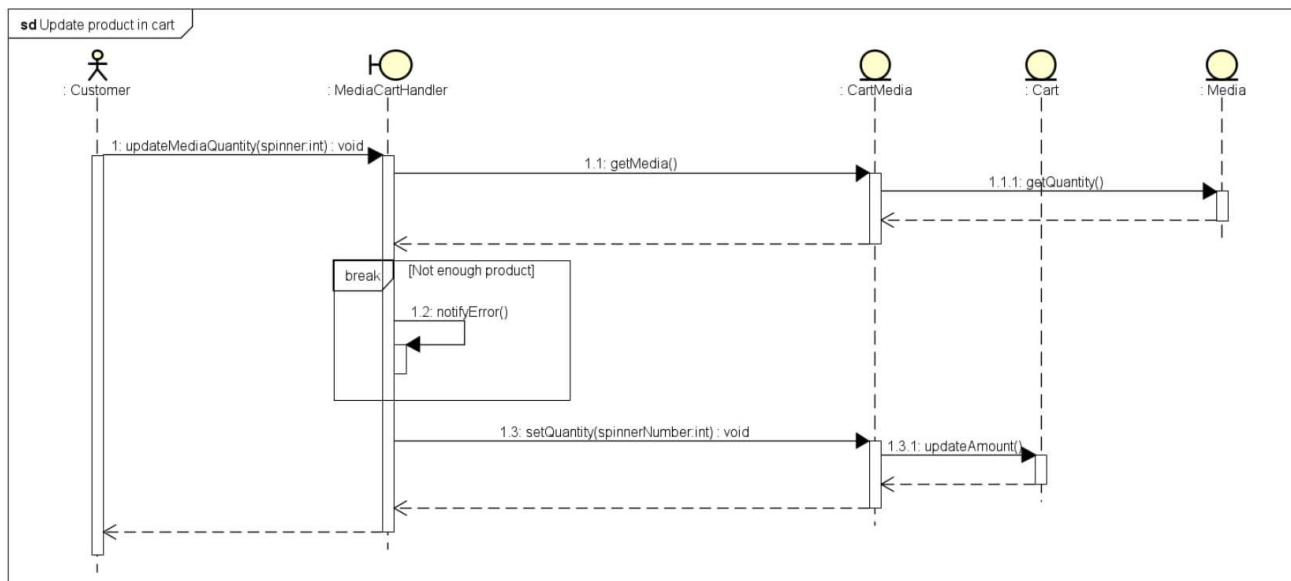 sd Update product in cart
: Customer
: MediaCartHandler
: CartMedia
: Cart
: Media
1: updateMediaQuantity(spinner:int) : void
1.1: getMedia()
1.1.1: getQuantity()
break
[Not enough product]
1.2: notifyError()
1.3: setQuantity(spinnerNumber:int) : void
1.3.1: updateAmount()